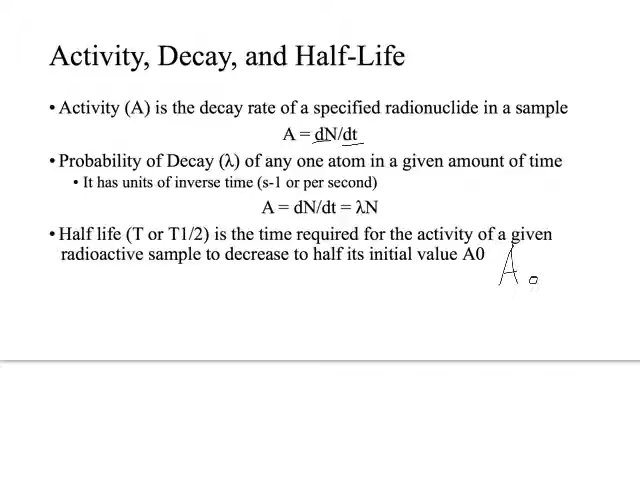 Activity, Decay, and Half-Life
• Activity (A) is the decay rate of a specified radionuclide in a sample
A = dN/dt
• Probability of Decay (λ) of any one atom in a given amount of time
• It has units of inverse time (s-1 or per second)
A = dN/dt = λN
• Half life (T or T1/2) is the time required for the activity of a given
radioactive sample to decrease to half its initial value A0
A o